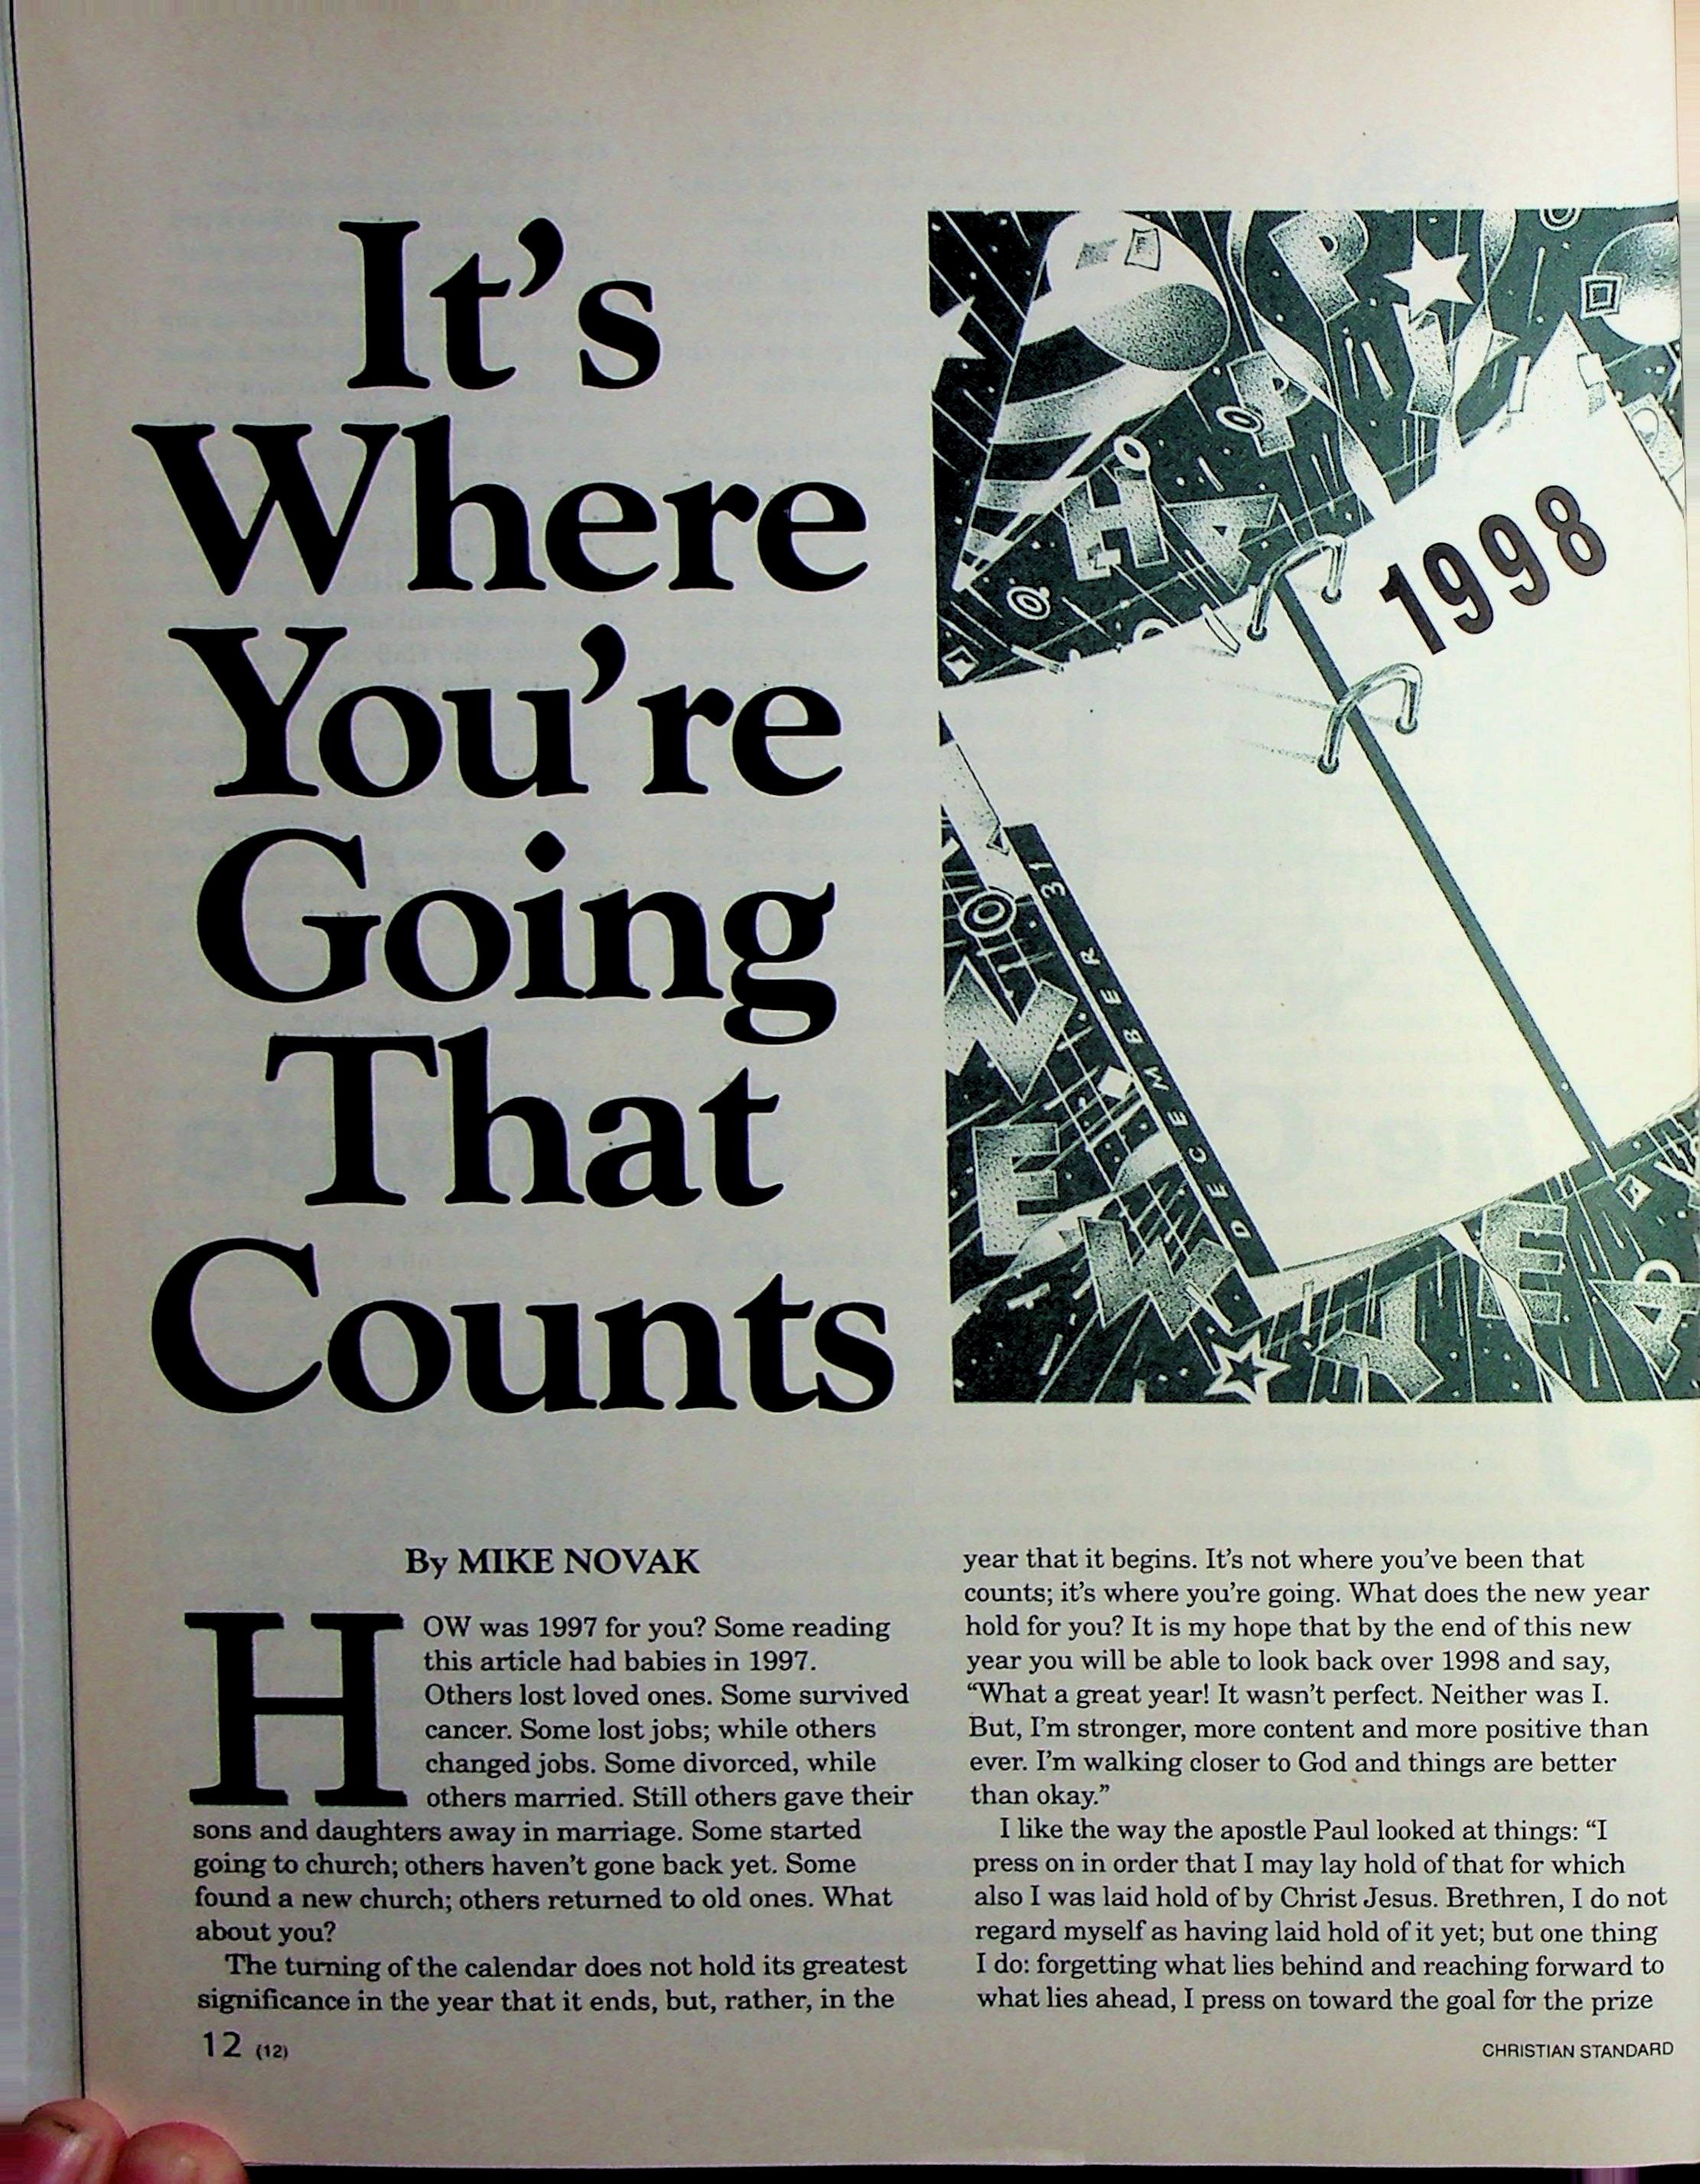 It's
Where
You're
Going
That
Counts
HAPPY
1998
DECEMBER 31
NEW YEA
By MIKE NOVAK
HOW was 1997 for you? Some reading
this article had babies in 1997.
Others lost loved ones. Some survived
cancer. Some lost jobs; while others
changed jobs. Some divorced, while
others married. Still others gave their
sons and daughters away in marriage. Some started
going to church; others haven't gone back yet. Some
found a new church; others returned to old ones. What
about you?
The turning of the calendar does not hold its greatest
significance in the year that it ends, but, rather, in the
year that it begins. It's not where you've been that
counts; it's where you're going. What does the new year
hold for you? It is my hope that by the end of this new
year you will be able to look back over 1998 and say,
“What a great year! It wasn't perfect. Neither was I.
But, I'm stronger, more content and more positive than
ever. I'm walking closer to God and things are better
than okay.”
I like the way the apostle Paul looked at things: “I
press on in order that I may lay hold of that for which
also I was laid hold of by Christ Jesus. Brethren, I do not
regard myself as having laid hold of it yet; but one thing
I do: forgetting what lies behind and reaching forward to
what lies ahead, I press on toward the goal for the prize
12 (12)
CHRISTIAN STANDARD